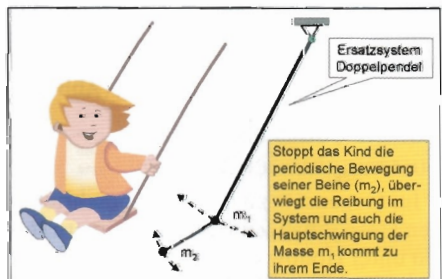 Ersatzsystem
Doppelpendel
Stoppt das Kind die
periodische Bewegung
seiner Beine (m₂), über-
wiegt die Reibung im
System und auch die
Hauptschwingung der
Masse m₁ kommt zu
ihrem Ende.
m₁
m₂